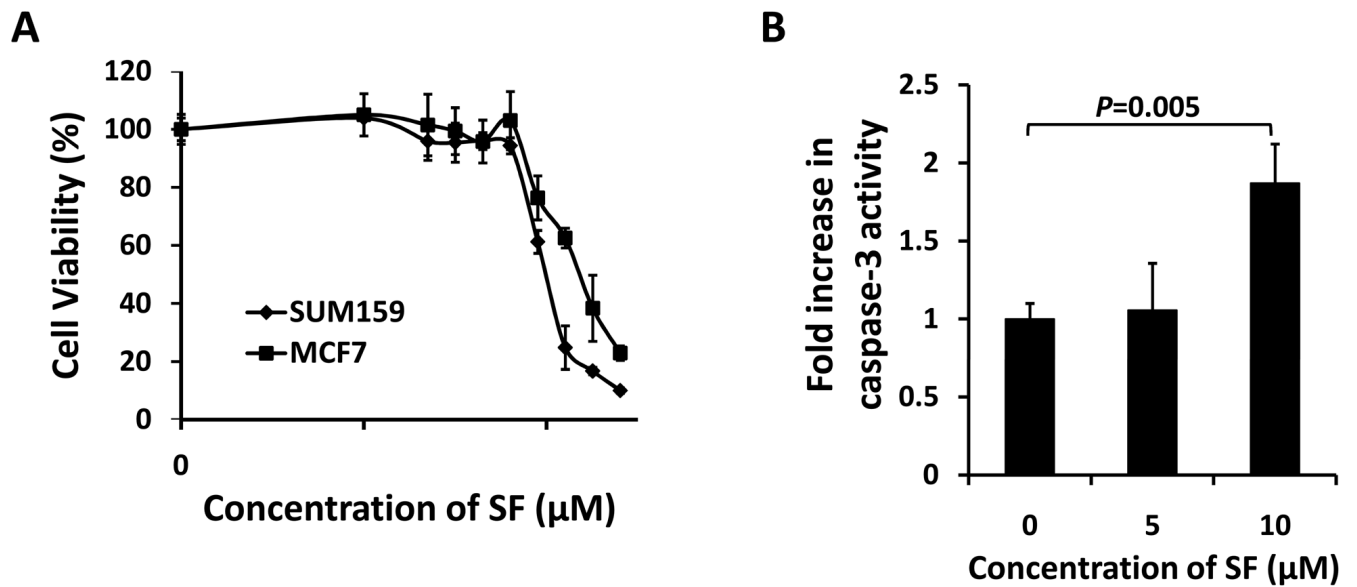 A
120
100
80
60
40
20
0
0
Cell Viability (%)
SUM159
MCF7
Concentration of SF (µM)
B
2.5
2
1.5
1
0.5
0
Fold increase in
caspase-3 activity
P=0.005
0 5 10
Concentration of SF (µM)